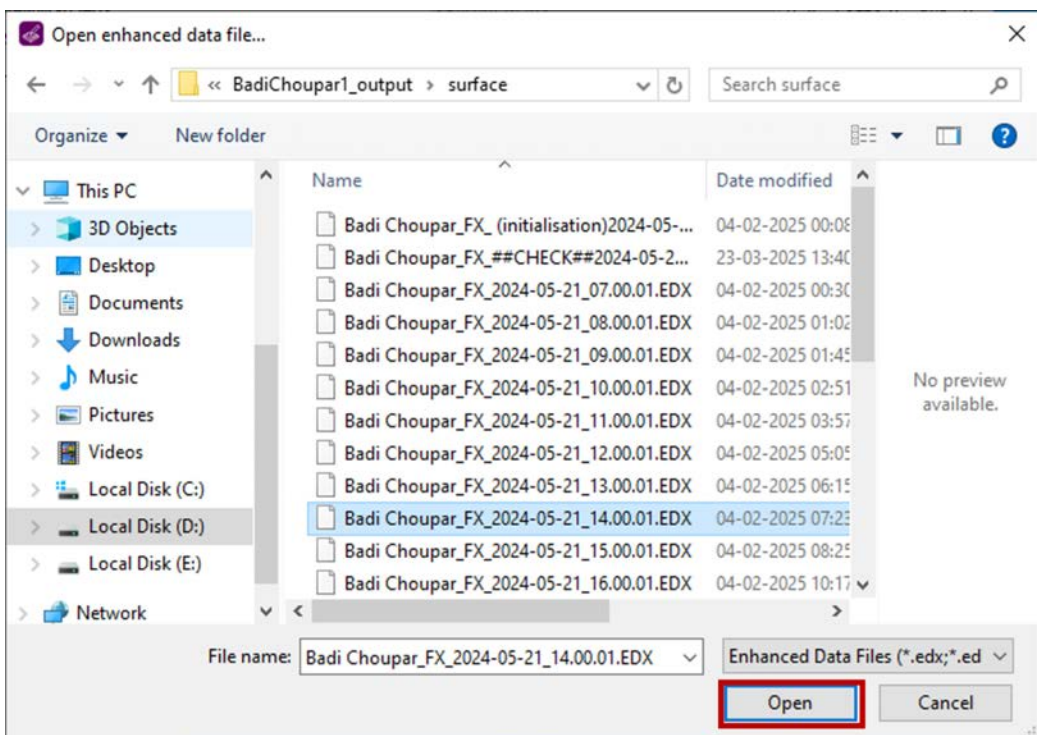 Open enhanced data file...
« BadiChoupar1_output › surface
Search surface
Organize
New folder
This PC
3D Objects
Desktop
Documents
Downloads
Music
Pictures
Videos
Local Disk (C:)
Local Disk (D:)
Local Disk (E:)
Network
Name Date modified
Badi Choupar_FX_ (initialisation)2024-05-... 04-02-2025 00:08
Badi Choupar_FX_##CHECK##2024-05-2... 23-03-2025 13:40
Badi Choupar_FX_2024-05-21_07.00.01.EDX 04-02-2025 00:30
Badi Choupar_FX_2024-05-21_08.00.01.EDX 04-02-2025 01:02
Badi Choupar_FX_2024-05-21_09.00.01.EDX 04-02-2025 01:45
Badi Choupar_FX_2024-05-21_10.00.01.EDX 04-02-2025 02:51
Badi Choupar_FX_2024-05-21_11.00.01.EDX 04-02-2025 03:57
Badi Choupar_FX_2024-05-21_12.00.01.EDX 04-02-2025 05:05
Badi Choupar_FX_2024-05-21_13.00.01.EDX 04-02-2025 06:15
Badi Choupar_FX_2024-05-21_14.00.01.EDX 04-02-2025 07:23
Badi Choupar_FX_2024-05-21_15.00.01.EDX 04-02-2025 08:25
Badi Choupar_FX_2024-05-21_16.00.01.EDX 04-02-2025 10:17
No preview
available.
File name: Badi Choupar_FX_2024-05-21_14.00.01.EDX
Enhanced Data Files (*.edx;*.ed
Open
Cancel